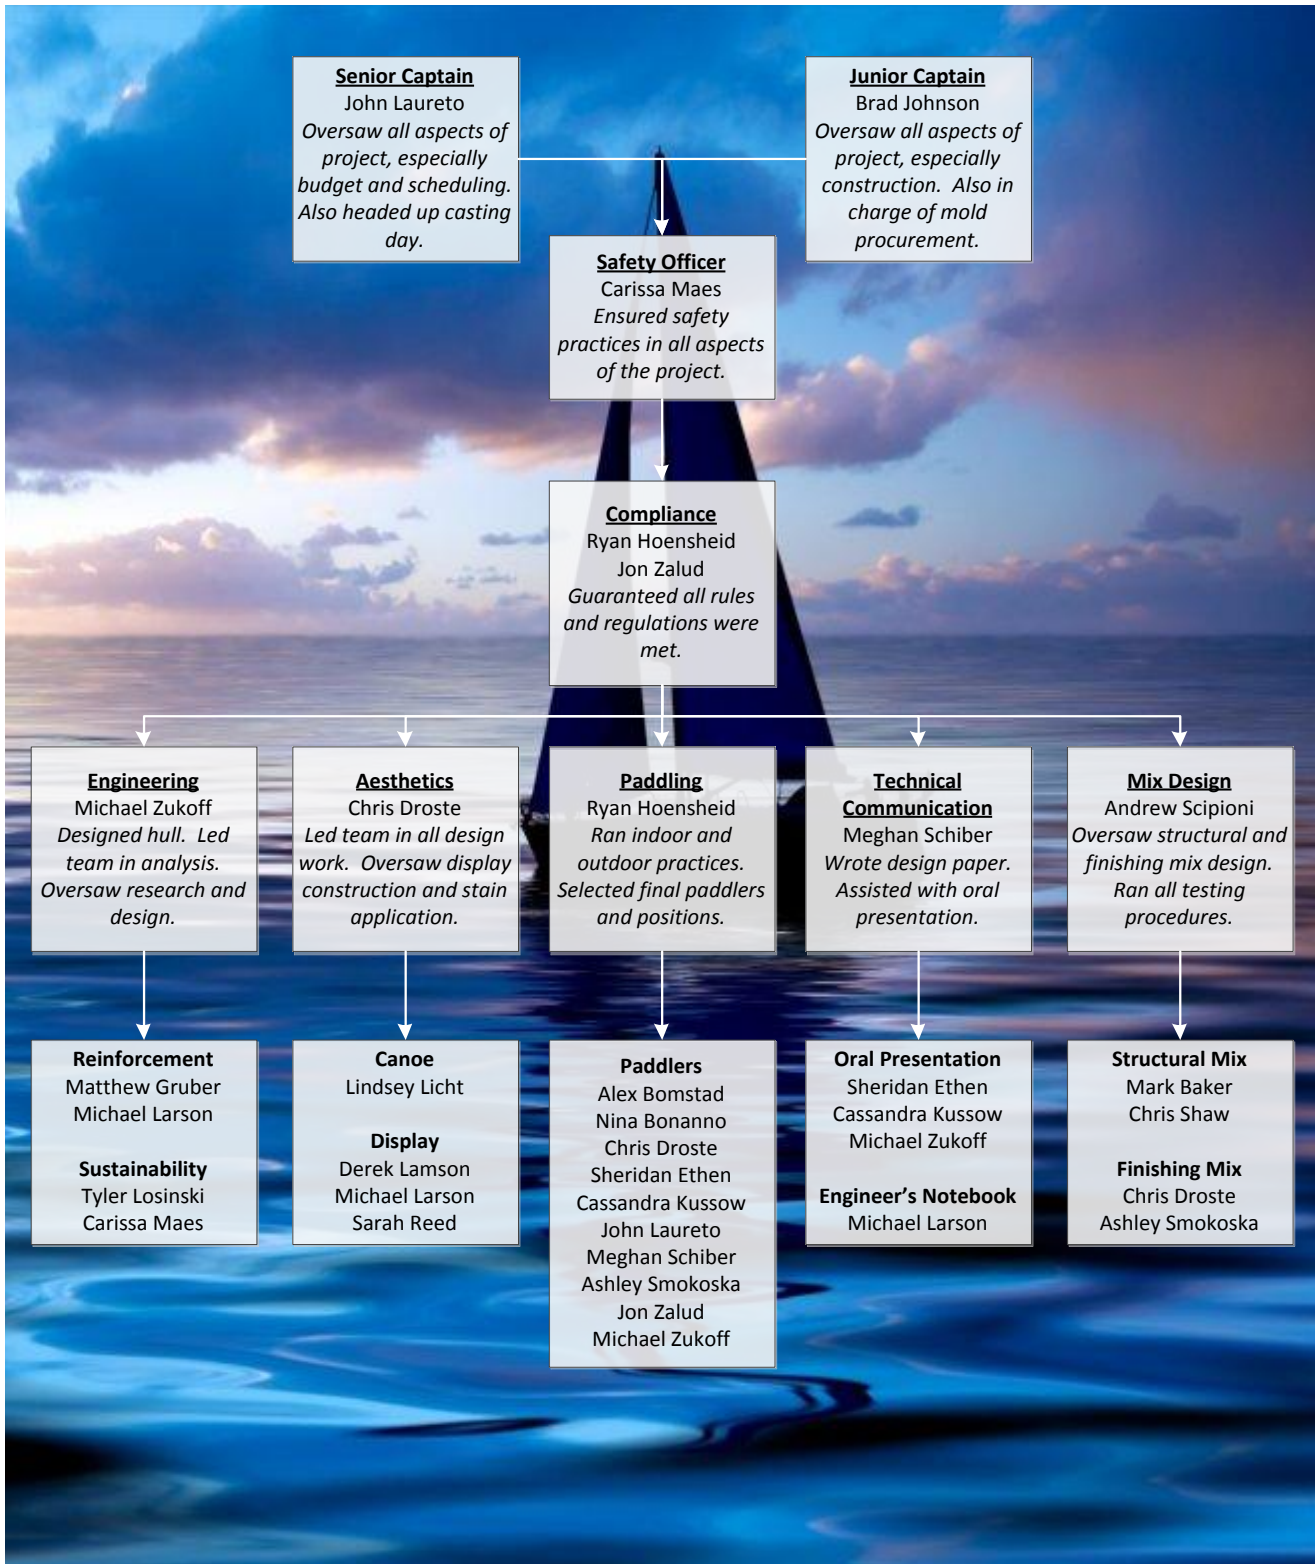 Senior Captain
John Laureto
Oversaw all aspects of
project, especially
budget and scheduling.
Also headed up casting
day.
Junior Captain
Brad Johnson
Oversaw all aspects of
project, especially
construction.  Also in
charge of mold
procurement.
Safety Officer
Carissa Maes
Ensured safety
practices in all aspects
of the project.
Compliance
Ryan Hoensheid
Jon Zalud
Guaranteed all rules
and regulations were
met.
Engineering
Michael Zukoff
Designed hull.  Led
team in analysis.
Oversaw research and
design.
Aesthetics
Chris Droste
Led team in all design
work.  Oversaw display
construction and stain
application.
Paddling
Ryan Hoensheid
Ran indoor and
outdoor practices.
Selected final paddlers
and positions.
Technical
Communication
Meghan Schiber
Wrote design paper.
Assisted with oral
presentation.
Mix Design
Andrew Scipioni
Oversaw structural and
finishing mix design.
Ran all testing
procedures.
Reinforcement
Matthew Gruber
Michael Larson
Sustainability
Tyler Losinski
Carissa Maes
Canoe
Lindsey Licht
Display
Derek Lamson
Michael Larson
Sarah Reed
Paddlers
Alex Bomstad
Nina Bonanno
Chris Droste
Sheridan Ethen
Cassandra Kussow
John Laureto
Meghan Schiber
Ashley Smokoska
Jon Zalud
Michael Zukoff
Oral Presentation
Sheridan Ethen
Cassandra Kussow
Michael Zukoff
Engineer’s Notebook
Michael Larson
Structural Mix
Mark Baker
Chris Shaw
Finishing Mix
Chris Droste
Ashley Smokoska